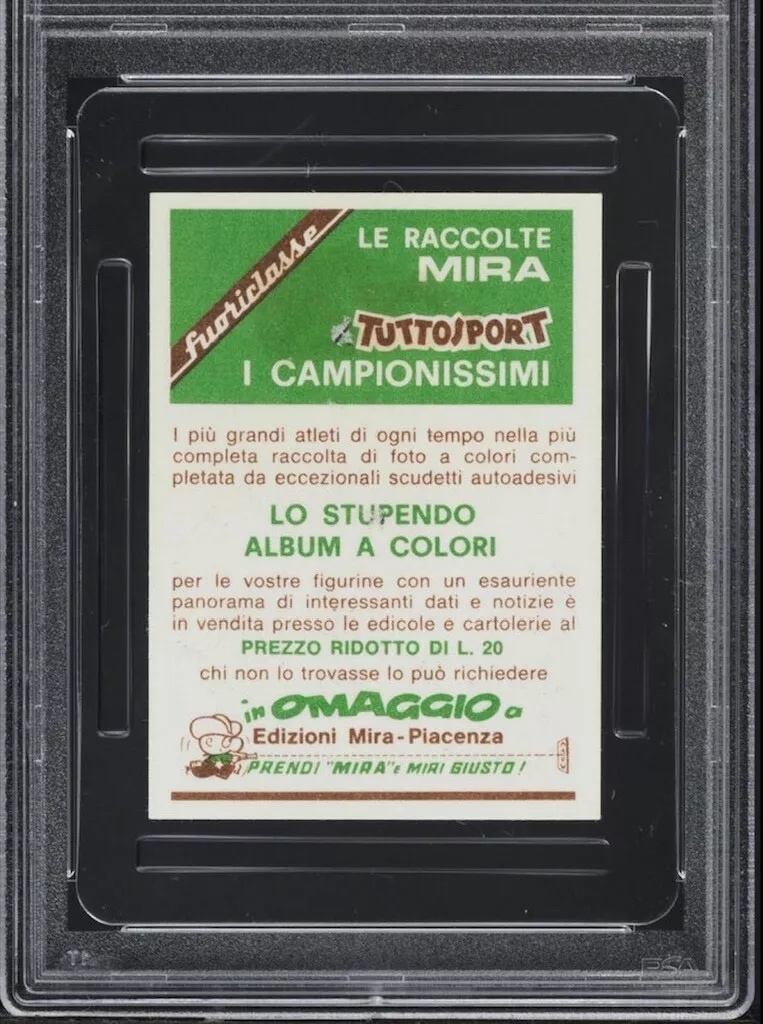 fuoriclasse
LE RACCOLTE
MIRA
TUTTOSPORT
I CAMPIONISSIMI
I più grandi atleti di ogni tempo nella più
completa raccolta di foto a colori com-
pletata da eccezionali scudetti autoadesivi
LO STUPENDO
ALBUM A COLORI
per le vostre figurine con un esauriente
panorama di interessanti dati e notizie è
in vendita presso le edicole e cartolerie al
PREZZO RIDOTTO DI L. 20
chi non lo trovasse lo può richiedere
in OMAGGIO a
Edizioni Mira-Piacenza
PRENDI "MIRA" e MIRI GIUSTO!
PSA